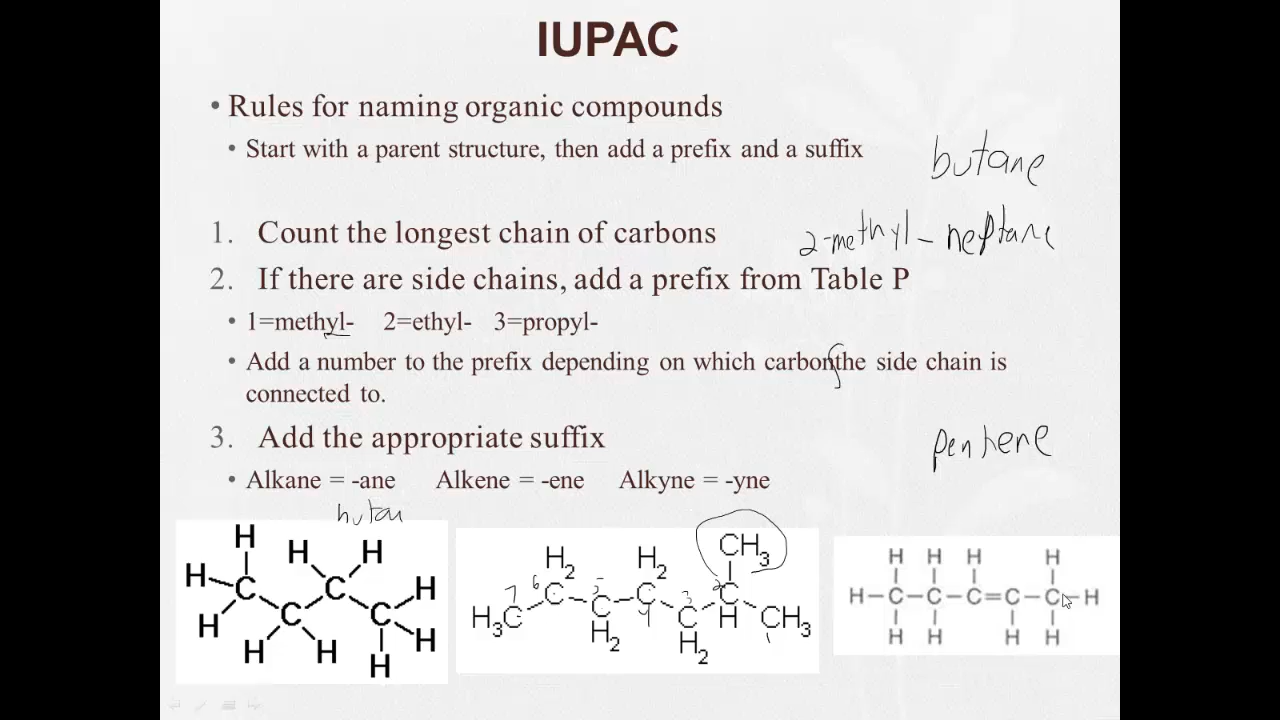 IUPAC
• Rules for naming organic compounds
• Start with a parent structure, then add a prefix and a suffix
butane
1. Count the longest chain of carbons
2-methyl-heptane
2. If there are side chains, add a prefix from Table P
• 1=methyl- 2=ethyl- 3=propyl-
• Add a number to the prefix depending on which carbon the side chain is
connected to.
3. Add the appropriate suffix
pentene
• Alkane = -ane Alkene = -ene Alkyne = -yne
butan
H H H
H C C H
H C C H
H H H
H2 H2 CH3
7 6 5 4 3 2 1
H3C C C C C C CH3
H2 H2 H
H H H H
H-C-C-C=C-C-H
H H H H